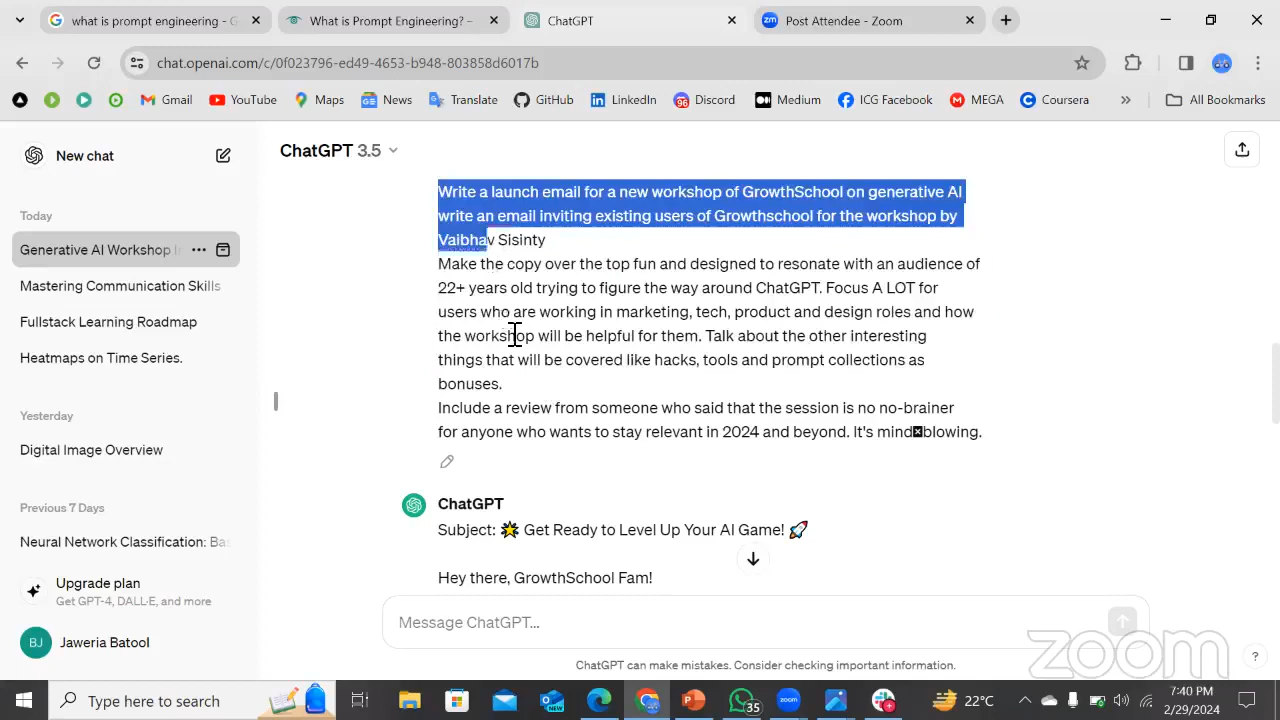 what is prompt engineering - G
What is Prompt Engineering? –
ChatGPT
zm
Post Attendee - Zoom
chat.openai.com/c/0f023796-ed49-4653-b948-803858d6017b
Gmail
YouTube
Maps
News
Translate
GitHub
LinkedIn
96
Discord
Medium
ICG Facebook
MEGA
Coursera
All Bookmarks
New chat
ChatGPT 3.5
Today
Generative AI Workshop I
Mastering Communication Skills
Fullstack Learning Roadmap
Heatmaps on Time Series.
Yesterday
Digital Image Overview
Previous 7 Days
Neural Network Classification: Bas
Upgrade plan
Get GPT-4, DALL·E, and more
BJ
Jaweria Batool
Write a launch email for a new workshop of GrowthSchool on generative AI
write an email inviting existing users of Growthschool for the workshop by
Vaibhav Sisinty
Make the copy over the top fun and designed to resonate with an audience of
22+ years old trying to figure the way around ChatGPT. Focus A LOT for
users who are working in marketing, tech, product and design roles and how
the workshop will be helpful for them. Talk about the other interesting
things that will be covered like hacks, tools and prompt collections as
bonuses.
Include a review from someone who said that the session is no no-brainer
for anyone who wants to stay relevant in 2024 and beyond. It's mind blowing.
ChatGPT
Subject: 🌟 Get Ready to Level Up Your AI Game! 🚀
Hey there, GrowthSchool Fam!
Message ChatGPT...
ChatGPT can make mistakes. Consider checking important information.
?
zoom
Type here to search
NEW
35
zoom
22°C
7:40 PM
2/29/2024